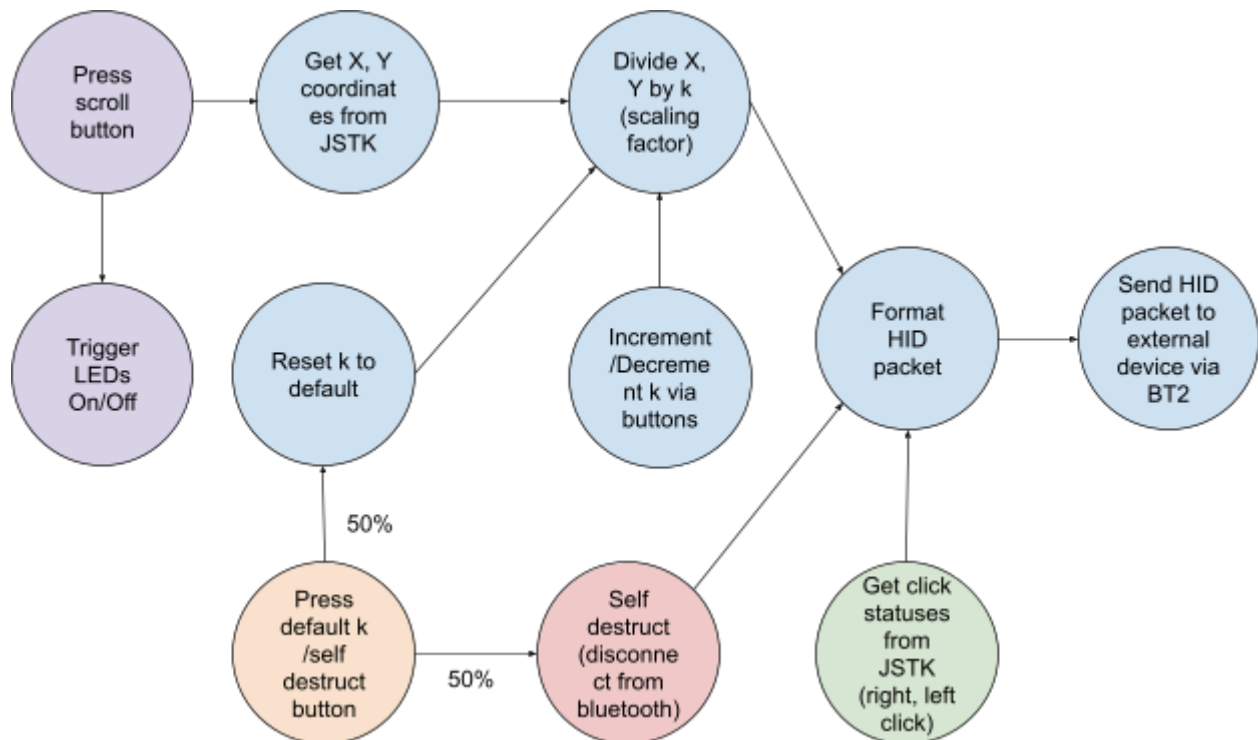 Press
scroll
button
Get X, Y
coordinat
es from
JSTK
Divide X,
Y by k
(scaling
factor)
Trigger
LEDs
On/Off
Reset k to
default
Increment
/Decreme
nt k via
buttons
Format
HID
packet
Send HID
packet to
external
device via
BT2
50%
Press
default k
/self
destruct
button
50%
Self
destruct
(disconne
ct from
bluetooth)
Get click
statuses
from
JSTK
(right, left
click)